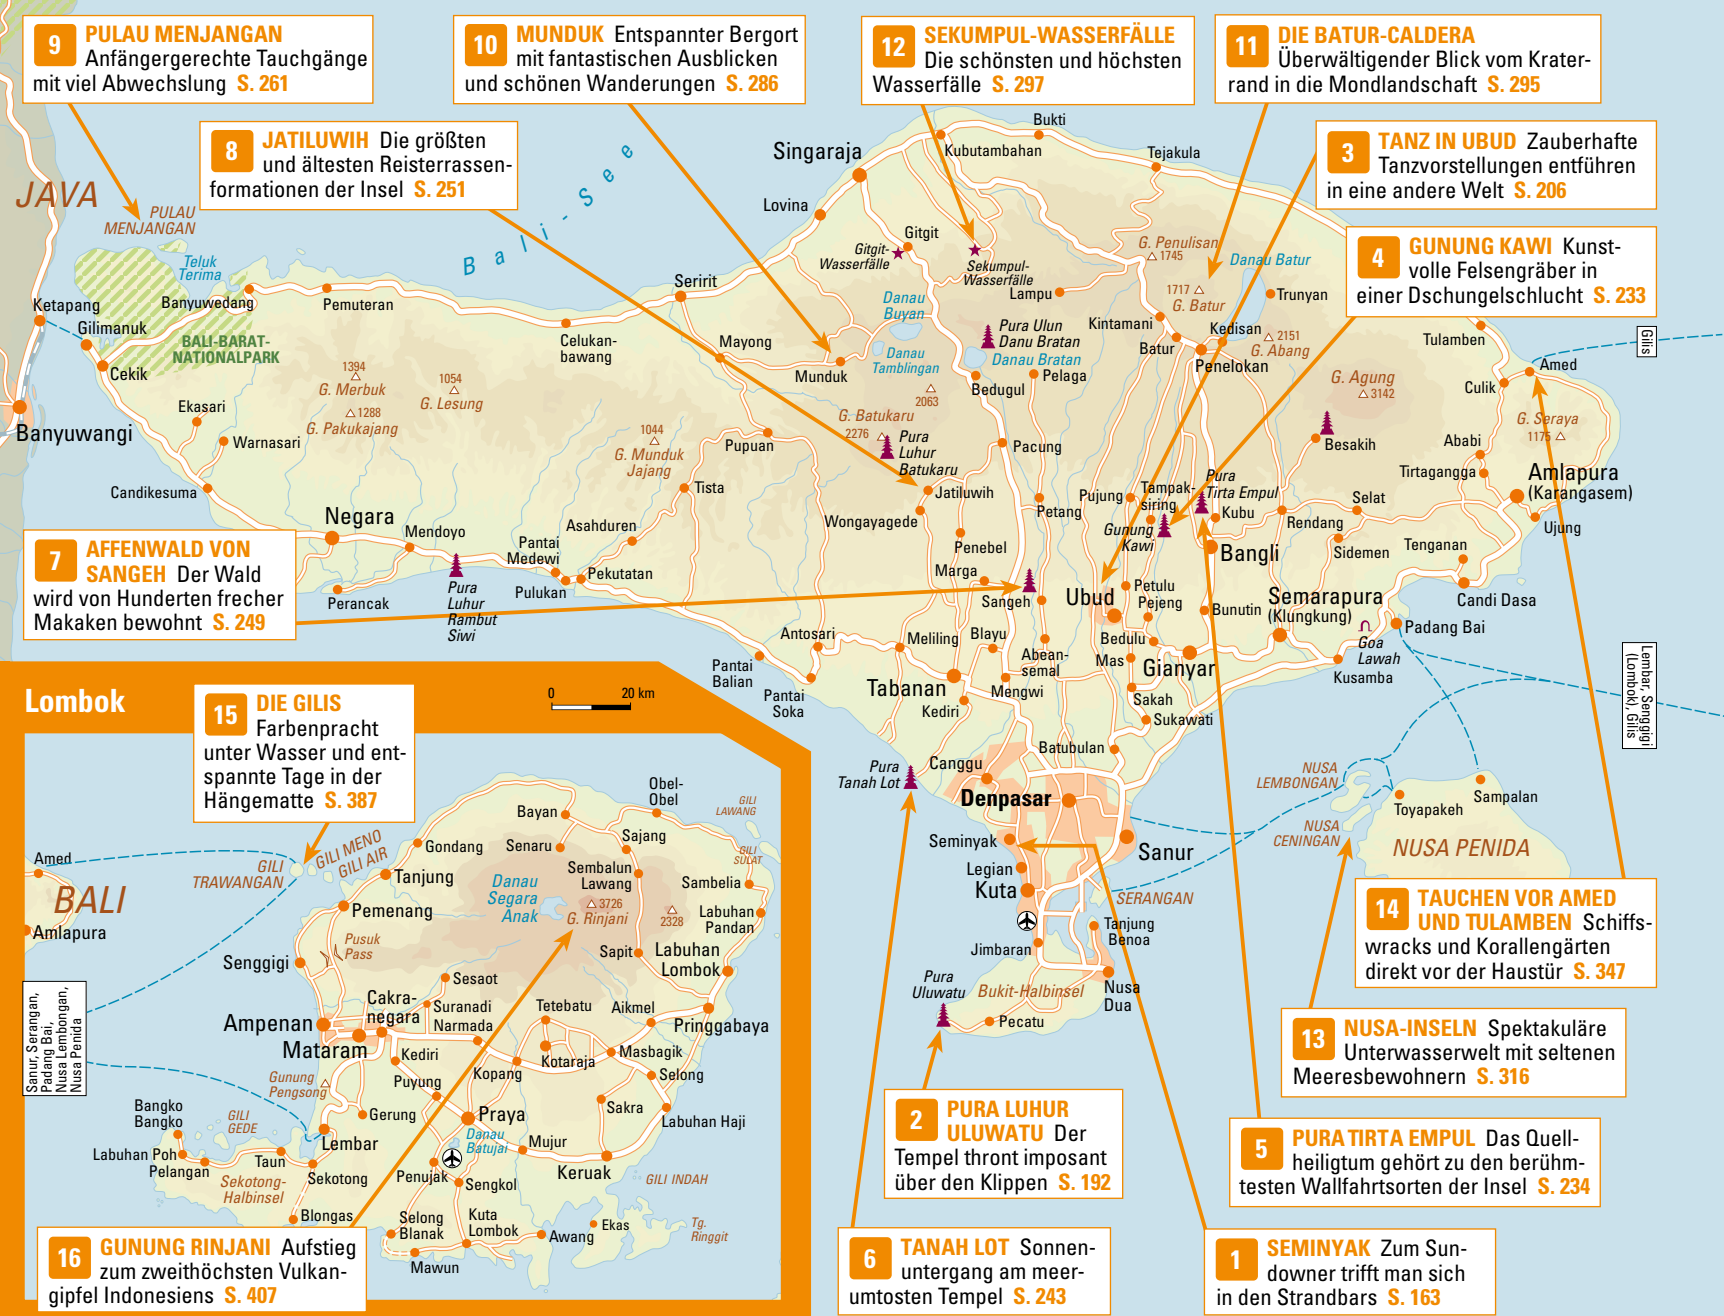 9 PULAU MENJANGAN
Anfängergerechte Tauchgänge
mit viel Abwechslung S. 261
10 MUNDUK Entspannter Bergort
mit fantastischen Ausblicken
und schönen Wanderungen S. 286
12 SEKUMPUL-WASSERFÄLLE
Die schönsten und höchsten
Wasserfälle S. 297
11 DIE BATUR-CALDERA
Überwältigender Blick vom Krater-
rand in die Mondlandschaft S. 295
8 JATILUWIH Die größten
und ältesten Reisterrassen-
formationen der Insel S. 251
3 TANZ IN UBUD Zauberhafte
Tanzvorstellungen entführen
in eine andere Welt S. 206
4 GUNUNG KAWI Kunst-
volle Felsengräber in
einer Dschungelschlucht S. 233
7 AFFENWALD VON
SANGEH Der Wald
wird von Hunderten frecher
Makaken bewohnt S. 249
14 TAUCHEN VOR AMED
UND TULAMBEN Schiffs-
wracks und Korallengärten
direkt vor der Haustür S. 347
13 NUSA-INSELN Spektakuläre
Unterwasserwelt mit seltenen
Meeresbewohnern S. 316
2 PURA LUHUR
ULUWATU Der
Tempel thront imposant
über den Klippen S. 192
5 PURA TIRTA EMPUL Das Quell-
heiligtum gehört zu den berühm-
testen Wallfahrtsorten der Insel S. 234
6 TANAH LOT Sonnen-
untergang am meer-
umtosten Tempel S. 243
1 SEMINYAK Zum Sun-
downer trifft man sich
in den Strandbars S. 163
JAVA
PULAU
MENJANGAN
Teluk
Terima
Bali-See
Ketapang
Gilimanuk
Banyuwedang
Pemuteran
BALI-BARAT-
NATIONALPARK
Cekik
Banyuwangi
Ekasari
Warnasari
Candikesuma
1394
G. Merbuk
1288
G. Pakukajang
1054
G. Lesung
Negara
Mendoyo
Perancak
Pura
Luhur
Rambut
Siwi
Pantai
Medewi
Asahduren
Pulukan
Pekutatan
Celukan-
bawang
Seririt
Mayong
1044
G. Munduk
Jajang
Pupuan
Tista
Singaraja
Lovina
Kubutambahan
Bukti
Tejakula
Gitgit
Gitgit-
Wasserfälle
Sekumpul-
Wasserfälle
Lampu
Danau
Buyan
Danau
Tamblingan
Munduk
Pura Ulun
Danu Bratan
Danau Bratan
Bedugul
Pelaga
2063
G. Batukaru
2276
Pura
Luhur
Batukaru
Pacung
Jatiluwih
Wongayagede
Penebel
Marga
Sangeh
Petang
G. Penulisan
1745
Danau Batur
1717
G. Batur
Trunyan
Kintamani
Kedisan
Batur
2151
G. Abang
Penelokan
Tulamben
Gilis
Amed
Culik
G. Agung
3142
G. Seraya
1175
Besakih
Ababi
Tirtagangga
Amlapura
(Karangasem)
Ujung
Selat
Rendang
Sidemen
Tenganan
Candi Dasa
Pujung
Tampak-
siring
Pura
Tirta Empul
Gunung
Kawi
Kubu
Bangli
Ubud
Petulu
Pejeng
Bunutin
Semarapura
(Klungkung)
Padang Bai
Goa
Lawah
Kusamba
Bedulu
Mas
Gianyar
Sakah
Sukawati
Batubulan
Antosari
Meliling
Blayu
Abean-
semal
Mengwi
Tabanan
Kediri
Pantai
Balian
Pantai
Soka
Pura
Tanah Lot
Canggu
Denpasar
Seminyak
Legian
Kuta
Sanur
SERANGAN
Tanjung
Benoa
Jimbaran
Nusa
Dua
Pura
Uluwatu
Bukit-Halbinsel
Pecatu
Lembar, Senggigi
(Lombok), Gilis
NUSA
LEMBONGAN
NUSA
CENINGAN
Toyapakeh
Sampalan
NUSA PENIDA
Lombok
0 20 km
15 DIE GILIS
Farbenpracht
unter Wasser und ent-
spannte Tage in der
Hängematte S. 387
Amed
BALI
Amlapura
GILI
TRAWANGAN
GILI MENO
GILI AIR
Sanur, Serangan,
Padang Bai,
Nusa Lembongan,
Nusa Penida
Obel-
Obel
GILI
LAWANG
Bayan
Gondang
Senaru
Sajang
GILI
SULAT
Tanjung
Sembalun
Lawang
Sambelia
Danau
Segara
Anak
3726
G. Rinjani
2328
Labuhan
Pandan
Pemenang
Pusuk
Pass
Senggigi
Sapit
Labuhan
Lombok
Sesaot
Cakra-
negara
Suranadi
Narmada
Tetebatu
Aikmel
Pringgabaya
Ampenan
Mataram
Kediri
Kotaraja
Masbagik
Kopang
Selong
Gunung
Pengsong
Puyung
Gerung
Praya
Sakra
Labuhan Haji
Bangko
Bangko
GILI
GEDE
Lembar
Danau
Batujai
Mujur
Labuhan Poh
Pelangan
Taun
Sekotong
Sekotong-
Halbinsel
Penujak
Sengkol
Keruak
GILI INDAH
Blongas
Selong
Blanak
Kuta
Lombok
Awang
Ekas
Tg.
Ringgit
Mawun
16 GUNUNG RINJANI Aufstieg
zum zweithöchsten Vulkan-
gipfel Indonesiens S. 407